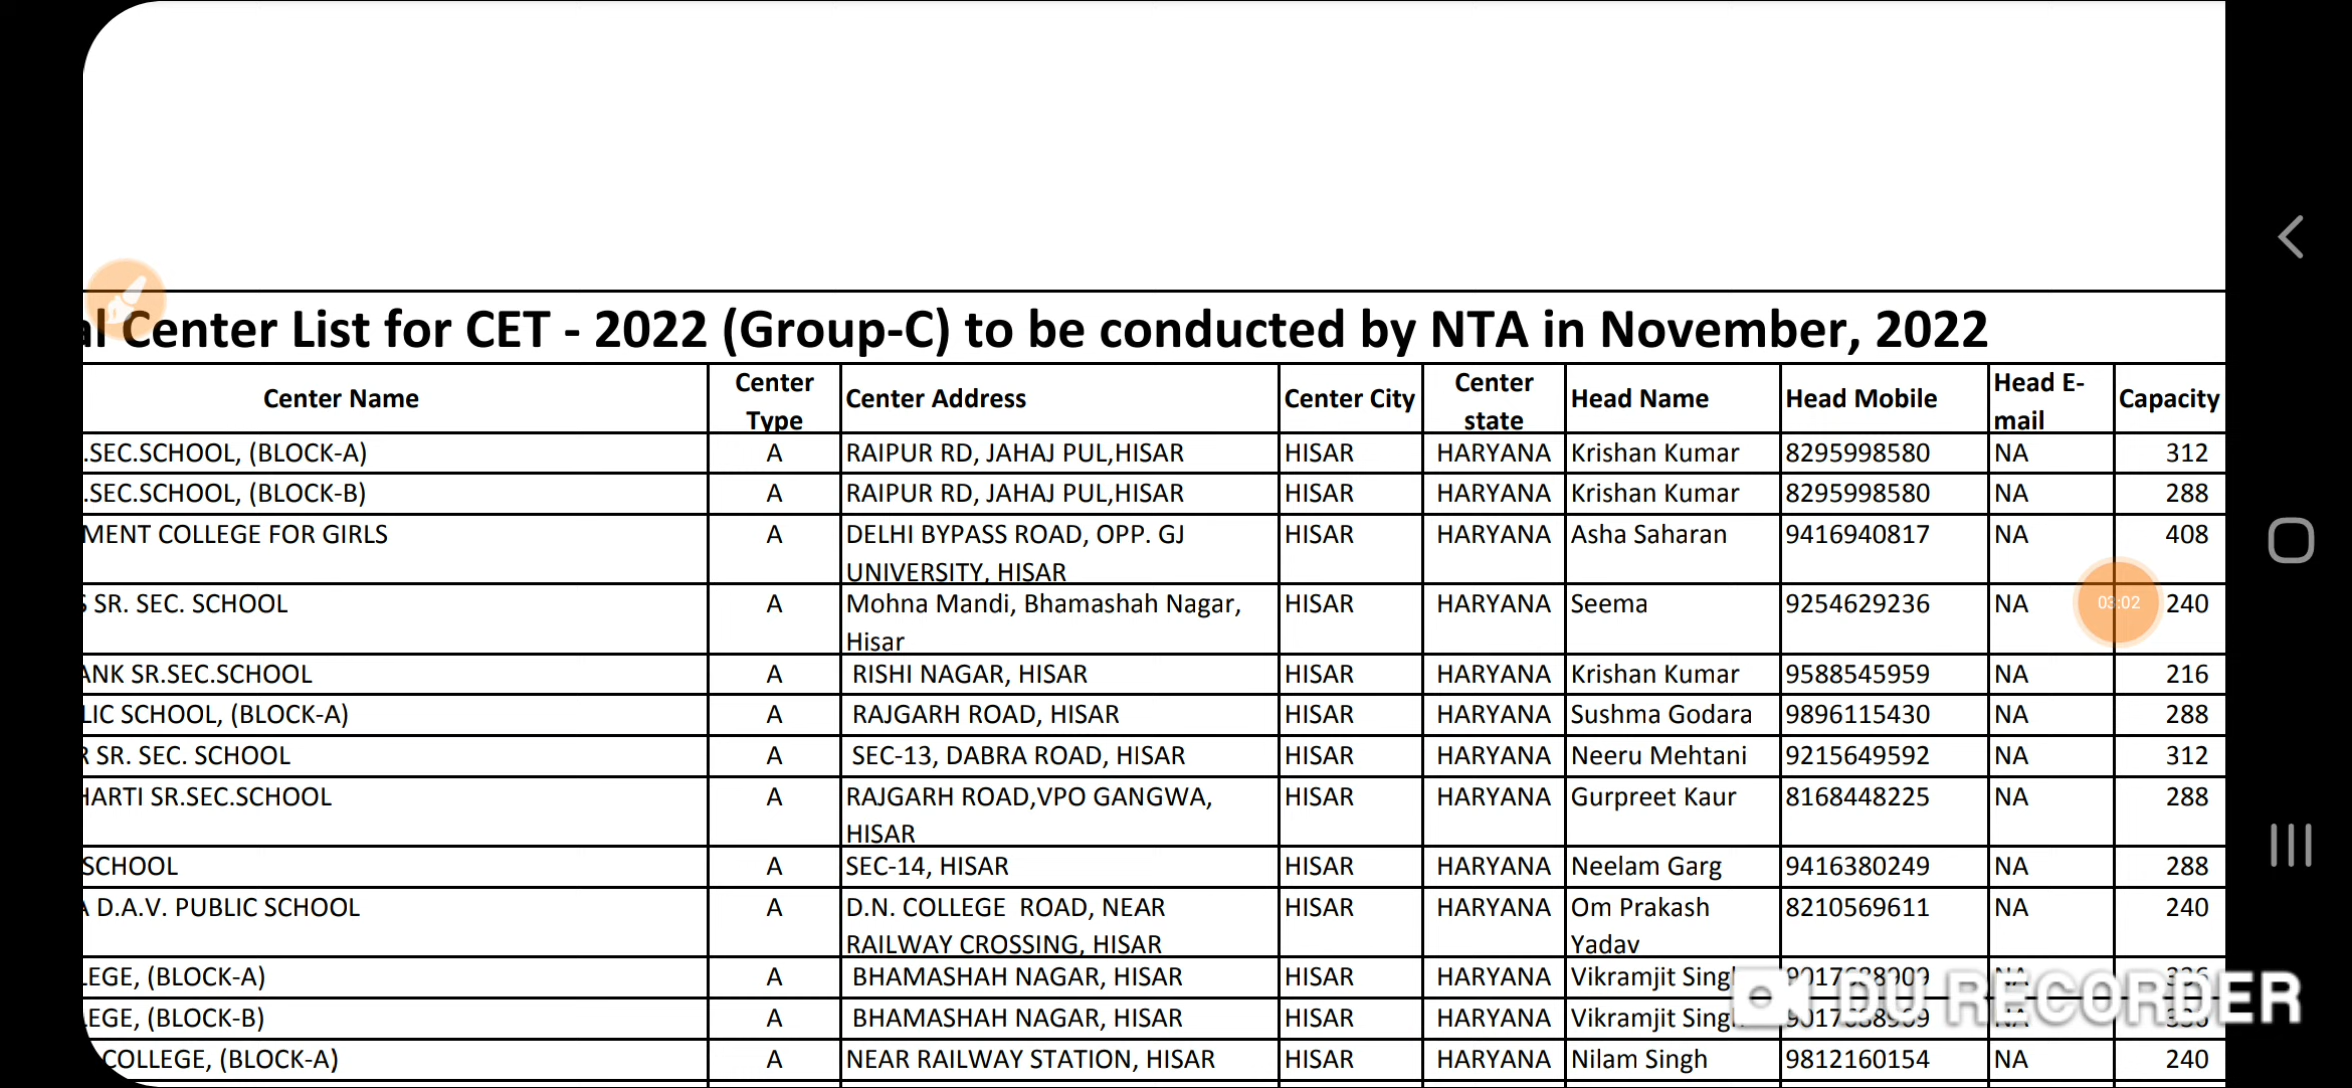 al Center List for CET - 2022 (Group-C) to be conducted by NTA in November, 2022
Center Name Center Type Center Address Center City Center state Head Name Head Mobile Head E-mail Capacity
.SEC.SCHOOL, (BLOCK-A) A RAIPUR RD, JAHAJ PUL,HISAR HISAR HARYANA Krishan Kumar 8295998580 NA 312
.SEC.SCHOOL, (BLOCK-B) A RAIPUR RD, JAHAJ PUL,HISAR HISAR HARYANA Krishan Kumar 8295998580 NA 288
MENT COLLEGE FOR GIRLS A DELHI BYPASS ROAD, OPP. GJ UNIVERSITY, HISAR HISAR HARYANA Asha Saharan 9416940817 NA 408
SR. SEC. SCHOOL A Mohna Mandi, Bhamashah Nagar, Hisar HISAR HARYANA Seema 9254629236 NA 240
03:02
ANK SR.SEC.SCHOOL A RISHI NAGAR, HISAR HISAR HARYANA Krishan Kumar 9588545959 NA 216
LIC SCHOOL, (BLOCK-A) A RAJGARH ROAD, HISAR HISAR HARYANA Sushma Godara 9896115430 NA 288
R SR. SEC. SCHOOL A SEC-13, DABRA ROAD, HISAR HISAR HARYANA Neeru Mehtani 9215649592 NA 312
HARTI SR.SEC.SCHOOL A RAJGARH ROAD,VPO GANGWA, HISAR HISAR HARYANA Gurpreet Kaur 8168448225 NA 288
SCHOOL A SEC-14, HISAR HISAR HARYANA Neelam Garg 9416380249 NA 288
A D.A.V. PUBLIC SCHOOL A D.N. COLLEGE ROAD, NEAR RAILWAY CROSSING, HISAR HISAR HARYANA Om Prakash Yadav 8210569611 NA 240
LEGE, (BLOCK-A) A BHAMASHAH NAGAR, HISAR HISAR HARYANA Vikramjit Singh NA
LEGE, (BLOCK-B) A BHAMASHAH NAGAR, HISAR HISAR HARYANA Vikramjit Singh NA
DU RECORDER
COLLEGE, (BLOCK-A) A NEAR RAILWAY STATION, HISAR HISAR HARYANA Nilam Singh 9812160154 NA 240